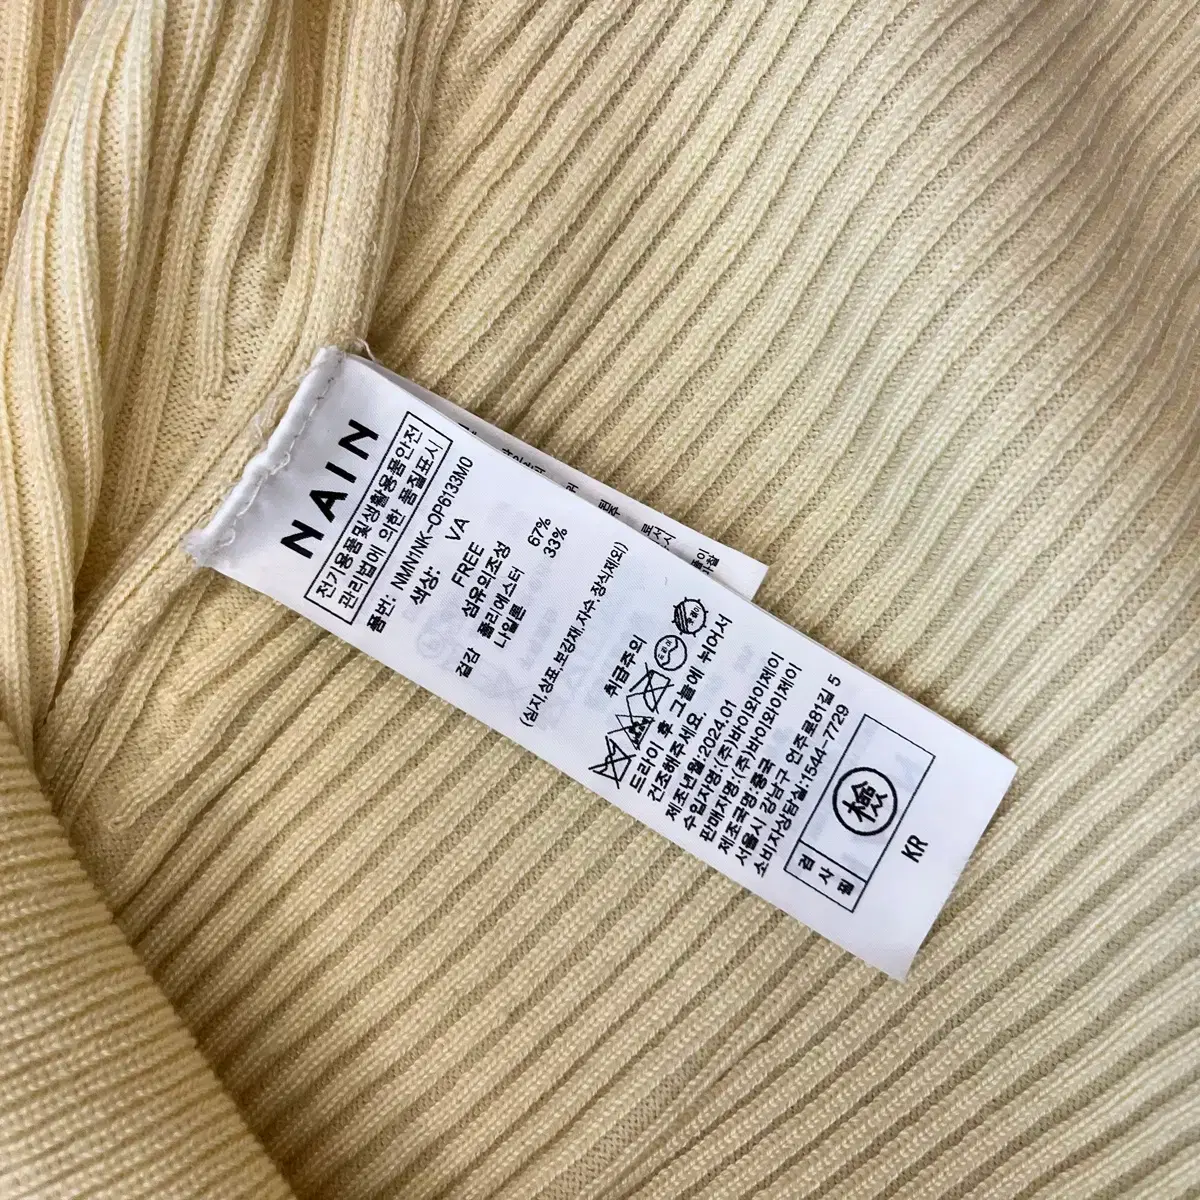 NAIN
전기용품및생활용품안전
관리법에 의한 품질표시
품번: NMN1NK-OP6133M0
색상: VA
FREE
섬유의조성
겉감 폴리에스터 67%
나일론 33%
(심지,상표,보강재,자수,장식제외)
취급주의
드라이 후 그늘에 뉘어서
건조해주세요.
제조년월:2024.01
수입자명:(주)바이와이제이
판매자명:(주)바이와이제이
제조국명:중국
서울시 강남구 언주로81길 5
소비자상담실:1544-7729
검사필
檢
KR